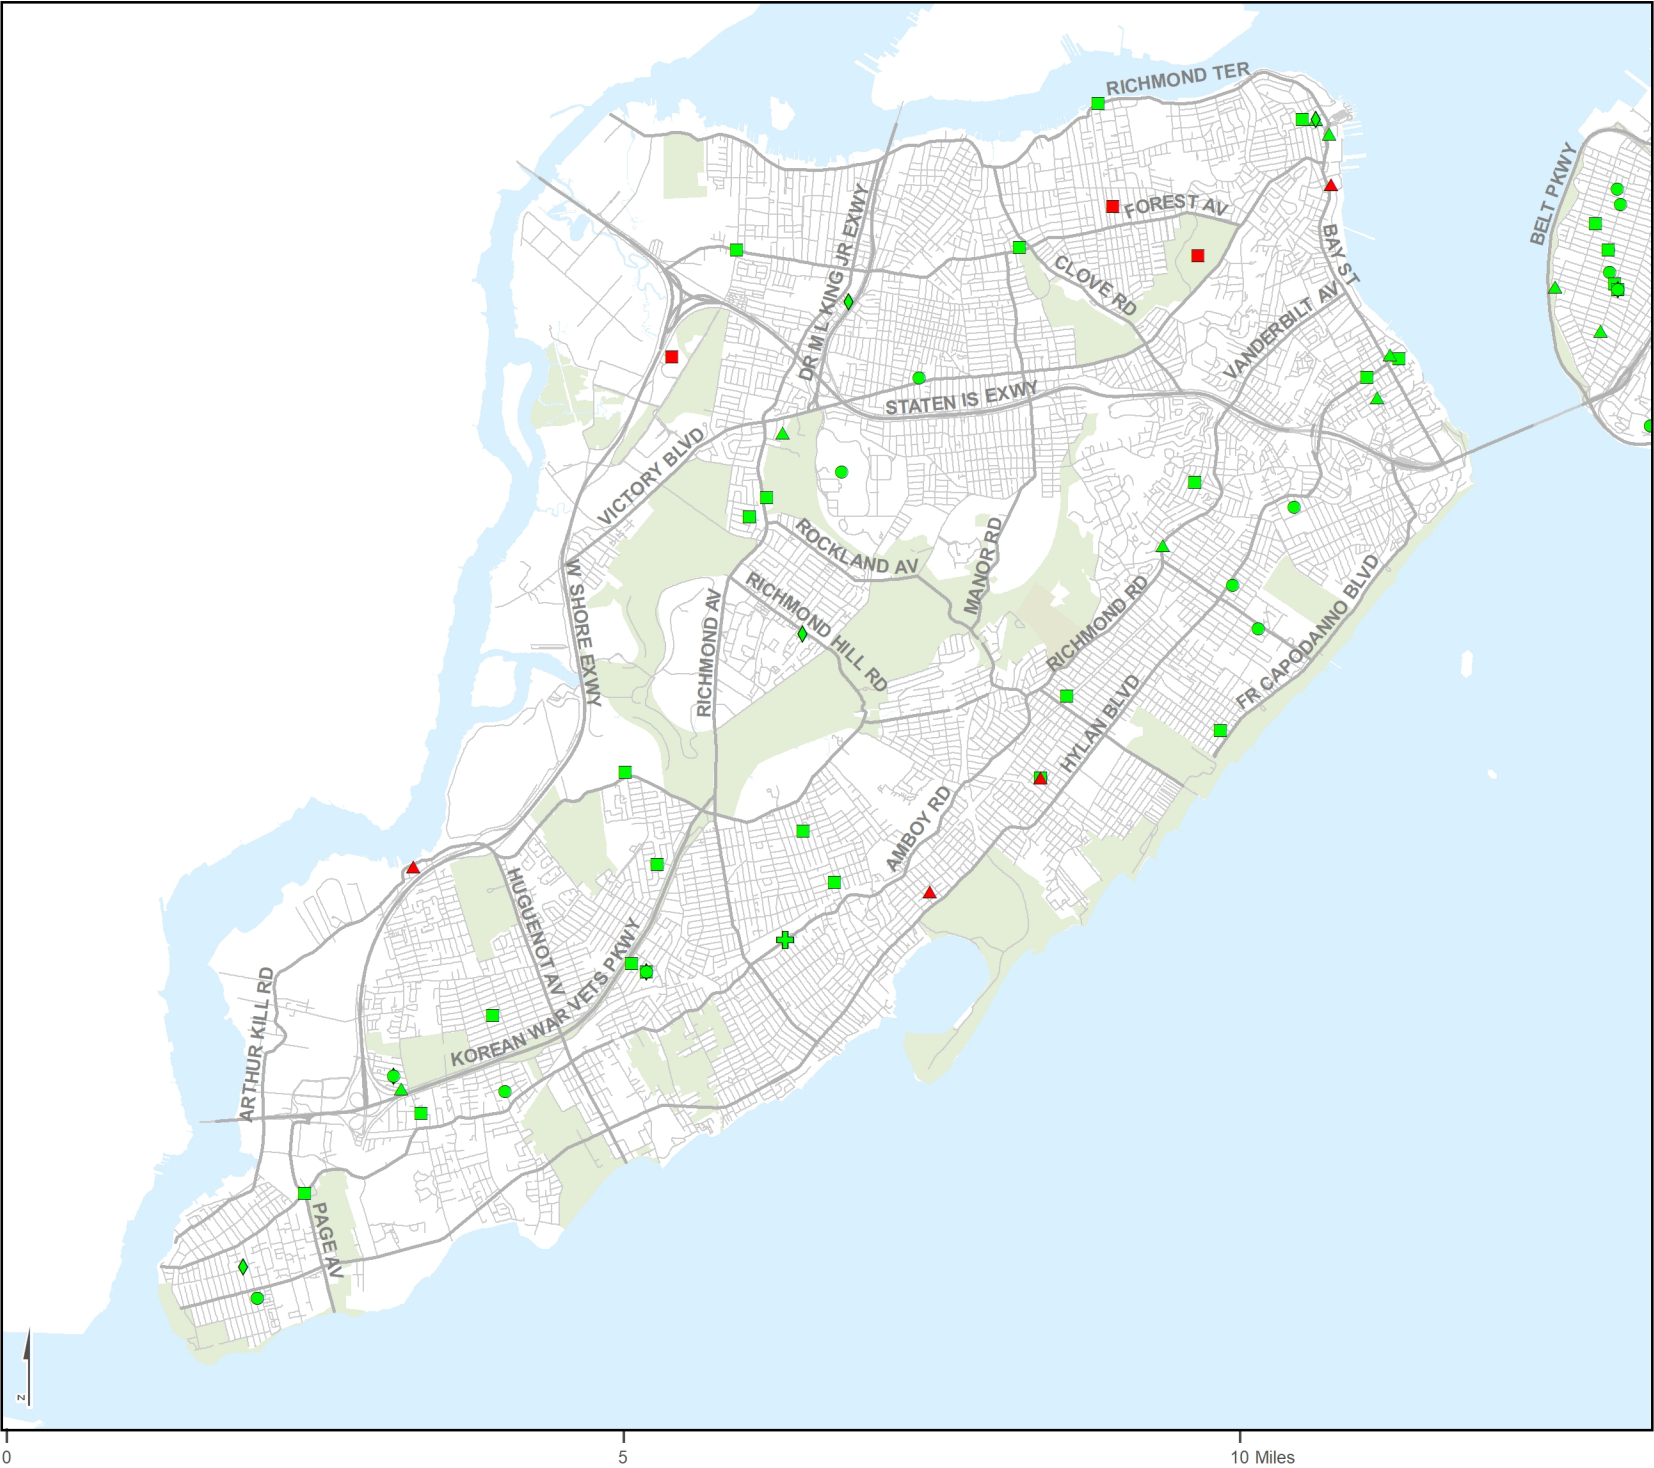 RICHMOND TER
BELT PKWY
FOREST AV
DR M L KING JR EXWY
BAY ST
CLOVE RD
VANDERBILT AV
STATEN IS EXWY
VICTORY BLVD
ROCKLAND AV
MANOR RD
W SHORE EXWY
RICHMOND HILL RD
RICHMOND AV
RICHMOND RD
FR CAPODANNO BLVD
HYLAN BLVD
AMBOY RD
HUGUENOT AV
KOREAN WAR VETS PKWY
ARTHUR KILL RD
PAGE AV
N
0 5 10 Miles